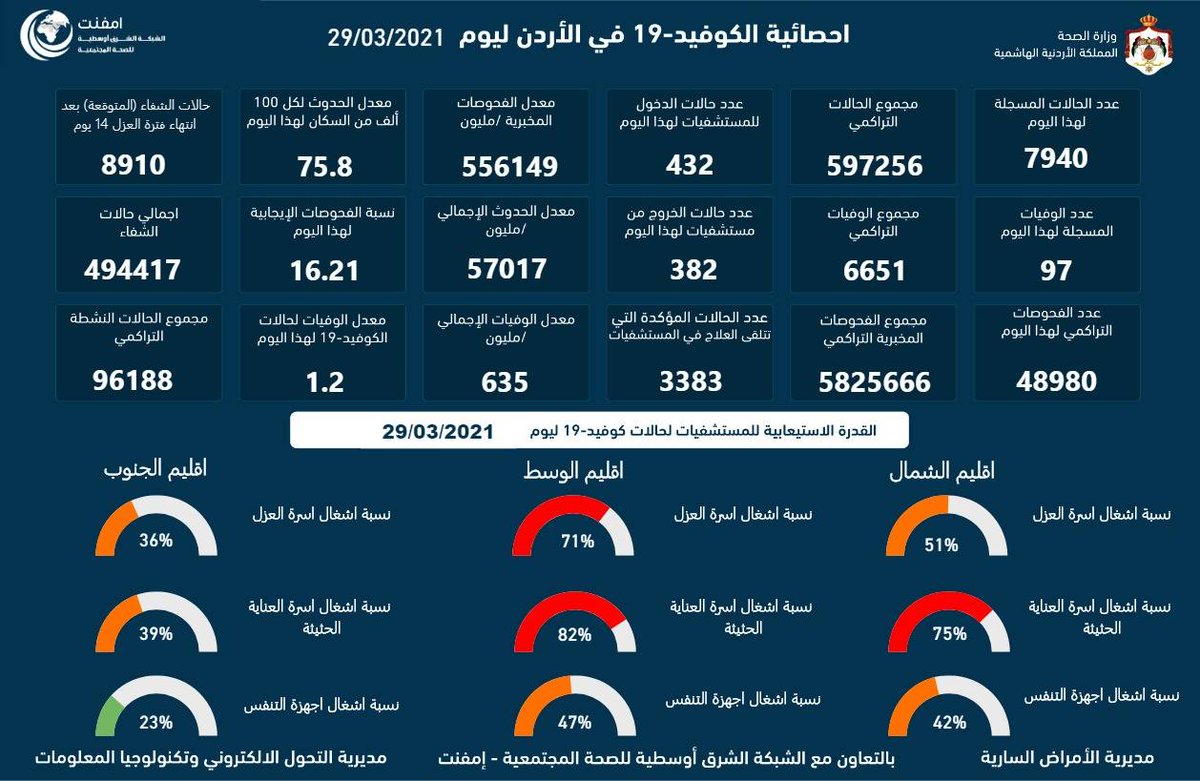 وزارة الصحة
المملكة الأردنية الهاشمية
احصائية الكوفيد-19 في الأردن ليوم 29/03/2021
امفنت
الشبكة الشرق أوسطية
للصحة المجتمعية
عدد الحالات المسجلة
لهذا اليوم
7940
مجموع الحالات
التراكمي
597256
عدد حالات الدخول
للمستشفيات لهذا اليوم
432
معدل الفحوصات
المخبرية /مليون
556149
معدل الحدوث لكل 100
ألف من السكان لهذا اليوم
75.8
حالات الشفاء (المتوقعة) بعد
انتهاء فترة العزل 14 يوم
8910
عدد الوفيات
المسجلة لهذا اليوم
97
مجموع الوفيات
التراكمي
6651
عدد حالات الخروج من
مستشفيات لهذا اليوم
382
معدل الحدوث الإجمالي
/مليون
57017
نسبة الفحوصات الإيجابية
لهذا اليوم
16.21
اجمالي حالات
الشفاء
494417
عدد الفحوصات
التراكمي لهذا اليوم
48980
مجموع الفحوصات
المخبرية التراكمي
5825666
عدد الحالات المؤكدة التي
تتلقى العلاج في المستشفيات
3383
معدل الوفيات الإجمالي
/مليون
635
معدل الوفيات لحالات
الكوفيد-19 لهذا اليوم
1.2
مجموع الحالات النشطة
التراكمي
96188
القدرة الاستيعابية للمستشفيات لحالات كوفيد-19 ليوم 29/03/2021
اقليم الشمال
نسبة اشغال اسرة العزل
51%
نسبة اشغال اسرة العناية
الحثيثة
75%
نسبة اشغال اجهزة التنفس
42%
اقليم الوسط
نسبة اشغال اسرة العزل
71%
نسبة اشغال اسرة العناية
الحثيثة
82%
نسبة اشغال اجهزة التنفس
47%
اقليم الجنوب
نسبة اشغال اسرة العزل
36%
نسبة اشغال اسرة العناية
الحثيثة
39%
نسبة اشغال اجهزة التنفس
23%
مديرية الأمراض السارية
بالتعاون مع الشبكة الشرق أوسطية للصحة المجتمعية - إمفنت
مديرية التحول الالكتروني وتكنولوجيا المعلومات